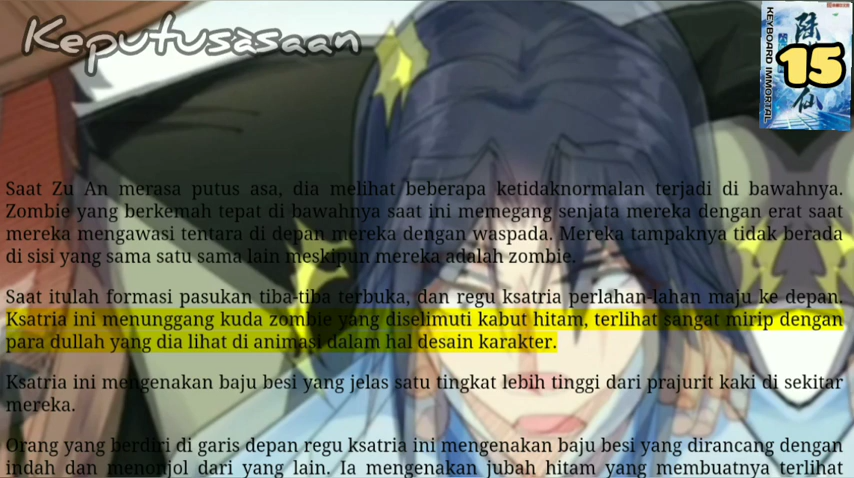 Keputusasaan
KEYBOARD IMMORTAL
15
Saat Zu An merasa putus asa, dia melihat beberapa ketidaknormalan terjadi di bawahnya.
Zombie yang berkemah tepat di bawahnya saat ini memegang senjata mereka dengan erat saat
mereka mengawasi tentara di depan mereka dengan waspada. Mereka tampaknya tidak berada
di sisi yang sama satu sama lain meskipun mereka adalah zombie.
Saat itulah formasi pasukan tiba-tiba terbuka, dan regu ksatria perlahan-lahan maju ke depan.
Ksatria ini menunggang kuda zombie yang diselimuti kabut hitam, terlihat sangat mirip dengan
para dullah yang dia lihat di animasi dalam hal desain karakter.
Ksatria ini mengenakan baju besi yang jelas satu tingkat lebih tinggi dari prajurit kaki di sekitar
mereka.
Orang yang berdiri di garis depan regu ksatria ini mengenakan baju besi yang dirancang dengan
indah dan menonjol dari yang lain. Ia mengenakan jubah hitam yang membuatnya terlihat